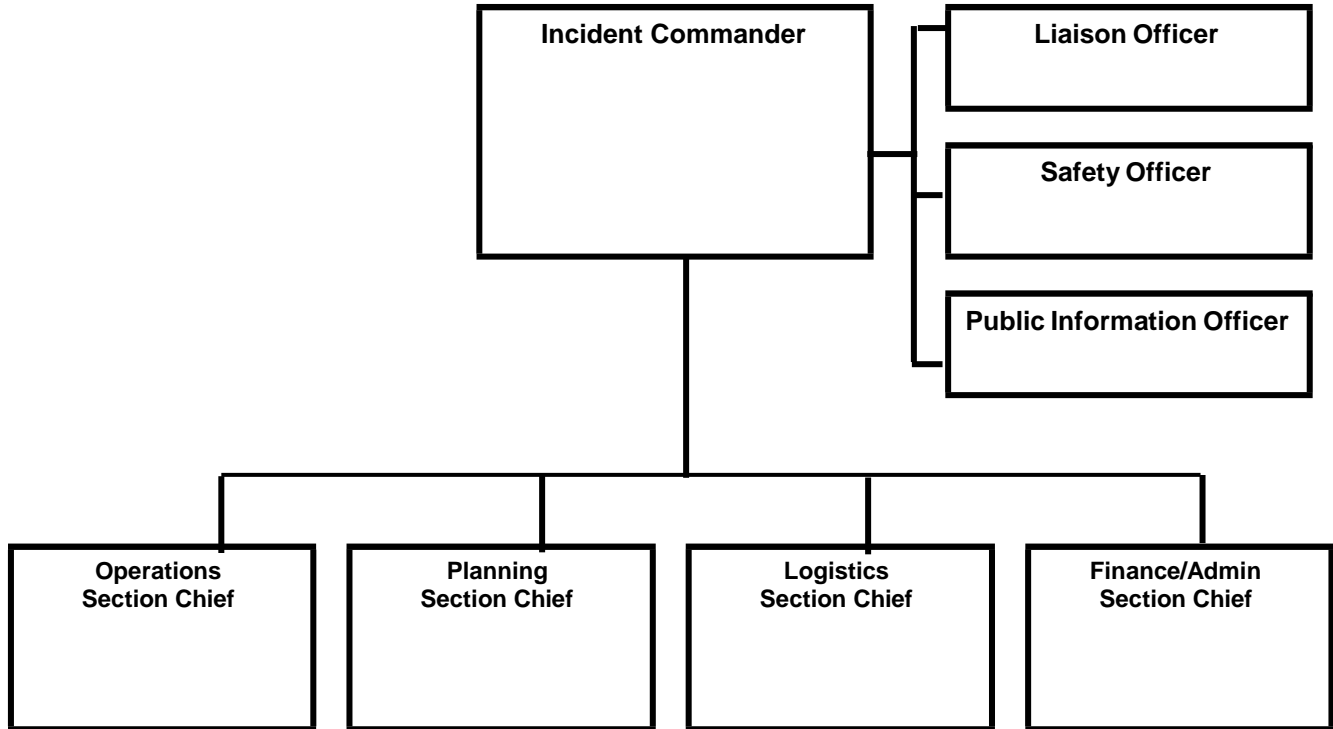 Incident Commander
Liaison Officer
Safety Officer
Public Information Officer
Operations
Section Chief
Planning
Section Chief
Logistics
Section Chief
Finance/Admin
Section Chief